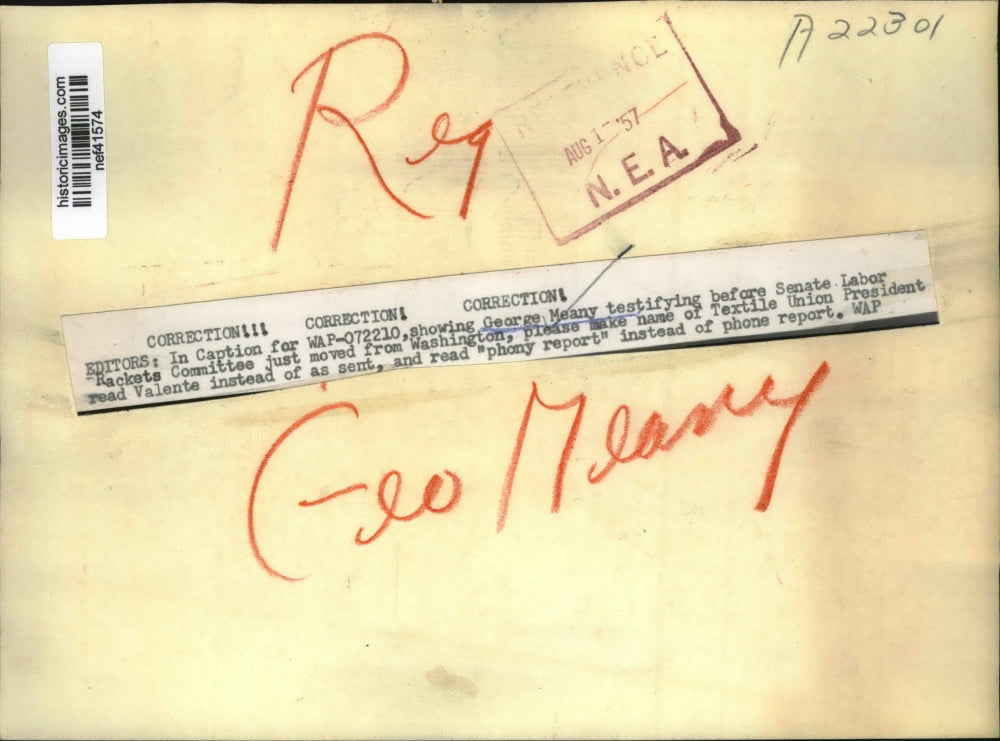 A22301
historicimages.com
nef41574
Reg
AUG 1 '57
N. E. A.
CORRECTION!!! CORRECTION! CORRECTION!
EDITORS: In Caption for WAP-072210,showing George Meany testifying before Senate Labor
Rackets Committee just moved from Washington, please make name of Textile Union President
read Valente instead of as sent, and read "phony report" instead of phone report. WAP
Geo Meany